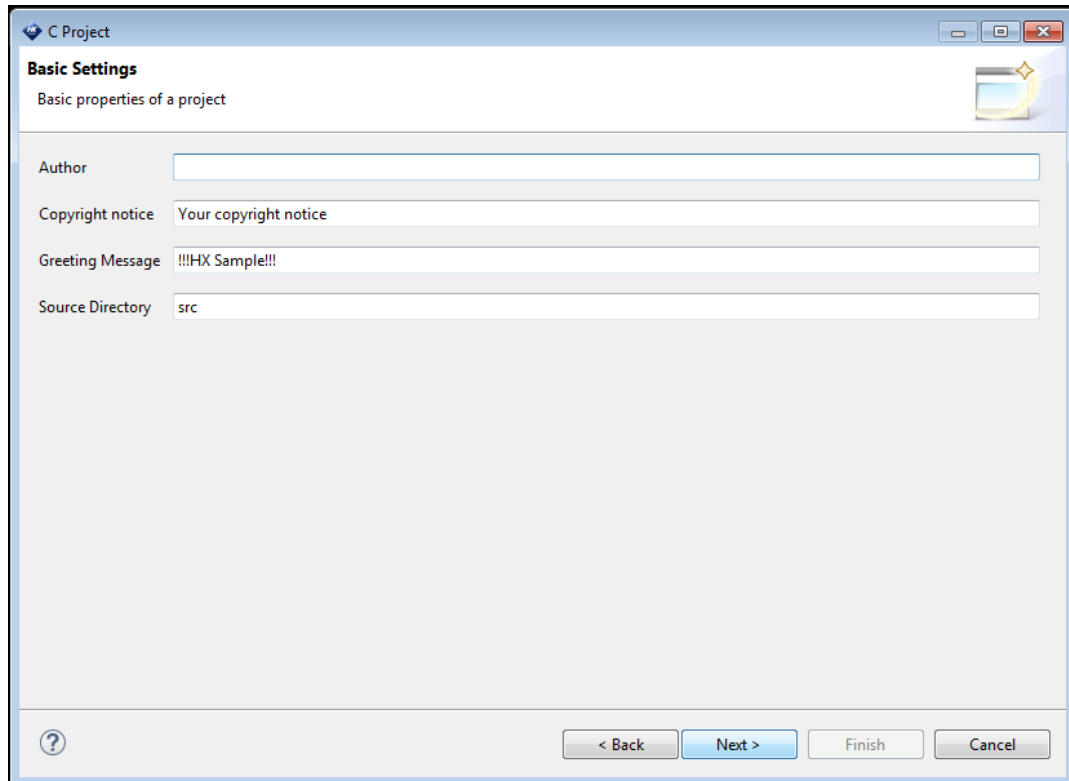 C Project
Basic Settings
Basic properties of a project
Author
Copyright notice Your copyright notice
Greeting Message !!!HX Sample!!!
Source Directory src
?
< Back Next > Finish Cancel